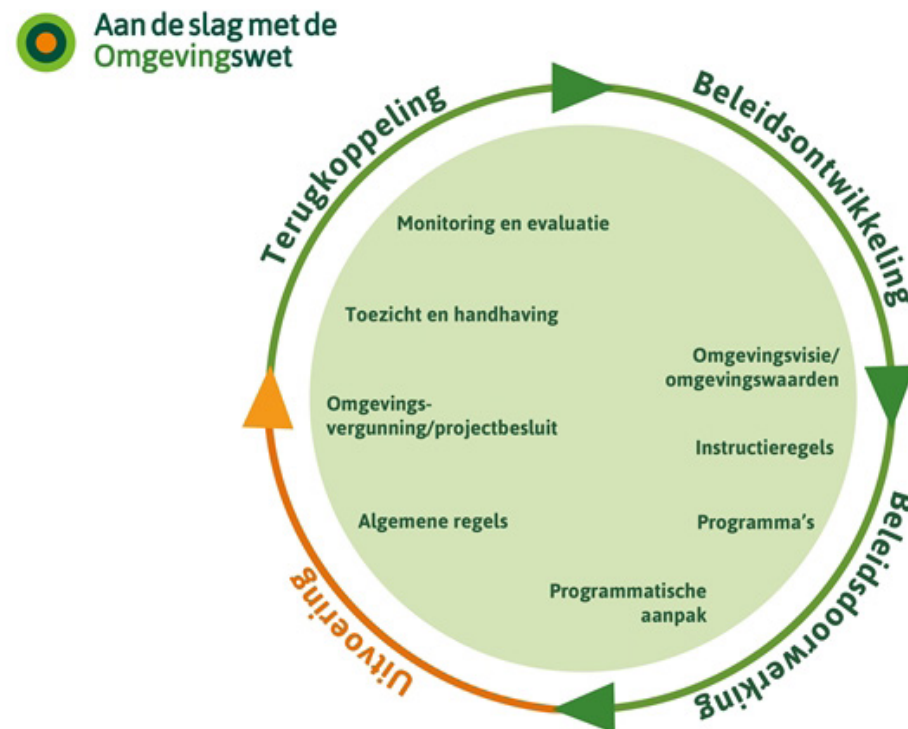 Aan de slag met de
Omgevingswet
Terugkoppeling
Beleidsontwikkeling
Monitoring en evaluatie
Toezicht en handhaving
Omgevingsvisie/
omgevingswaarden
Omgevings-
vergunning/projectbesluit
Instructieregels
Algemene regels
Programma's
Programmatische
aanpak
Uitvoering
Beleidsdoorwerking